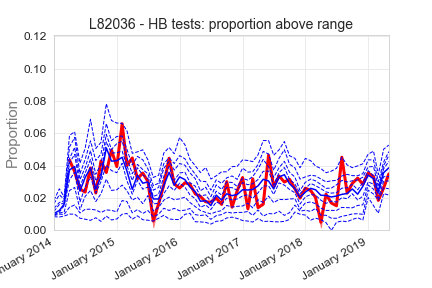 L82036 - HB tests: proportion above range
Proportion
0.12
0.10
0.08
0.06
0.04
0.02
0.00
nuary 2014
January 2015
January 2016
January 2017
January 2018
January 2019